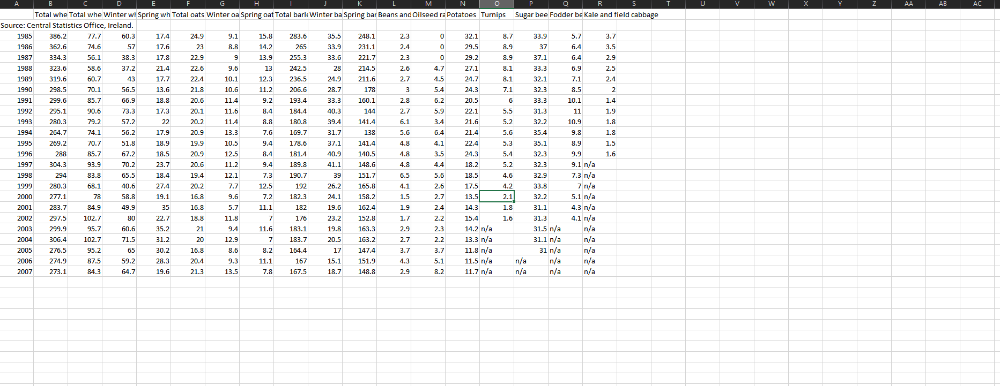 A B C D E F G H I J K L M N O P Q R S T U V W X Y Z AA AB AC
Total whe Total whe Winter wh Spring wh Total oats Winter oa Spring oat Total barle Winter ba Spring bar Beans and Oilseed ra Potatoes Turnips Sugar bee Fodder be Kale and field cabbage
Source: Central Statistics Office, Ireland.
1985 386.2 77.7 60.3 17.4 24.9 9.1 15.8 283.6 35.5 248.1 2.3 0 32.1 8.7 33.9 5.7 3.7
1986 362.6 74.6 57 17.6 23 8.8 14.2 265 33.9 231.1 2.4 0 29.5 8.9 37 6.4 3.5
1987 334.3 56.1 38.3 17.8 22.9 9 13.9 255.3 33.6 221.7 2.3 0 29.2 8.9 37.1 6.4 2.9
1988 323.6 58.6 37.2 21.4 22.6 9.6 13 242.5 28 214.5 2.6 4.7 27.1 8.1 33.3 6.9 2.5
1989 319.6 60.7 43 17.7 22.4 10.1 12.3 236.5 24.9 211.6 2.7 4.5 24.7 8.1 32.1 7.1 2.4
1990 298.5 70.1 56.5 13.6 21.8 10.6 11.2 206.6 28.7 178 3 5.4 24.3 7.1 32.3 8.5 2
1991 299.6 85.7 66.9 18.8 20.6 11.4 9.2 193.4 33.3 160.1 2.8 6.2 20.5 6 33.3 10.1 1.4
1992 295.1 90.6 73.3 17.3 20.1 11.6 8.4 184.4 40.3 144 2.7 5.9 22.1 5.5 31.3 11 1.9
1993 280.3 79.2 57.2 22 20.2 11.4 8.8 180.8 39.4 141.4 6.1 3.4 21.6 5.2 32.2 10.9 1.8
1994 264.7 74.1 56.2 17.9 20.9 13.3 7.6 169.7 31.7 138 5.6 6.4 21.4 5.6 35.4 9.8 1.8
1995 269.2 70.7 51.8 18.9 19.9 10.5 9.4 178.6 37.1 141.4 4.8 4.1 22.4 5.3 35.1 8.9 1.5
1996 288 85.7 67.2 18.5 20.9 12.5 8.4 181.4 40.9 140.5 4.8 3.5 24.3 5.4 32.3 9.9 1.6
1997 304.3 93.9 70.2 23.7 20.6 11.2 9.4 189.8 41.1 148.6 4.8 4.4 18.2 5.2 32.3 9.1 n/a
1998 294 83.8 65.5 18.4 19.4 12.1 7.3 190.7 39 151.7 6.5 5.6 18.5 4.6 32.9 7.3 n/a
1999 280.3 68.1 40.6 27.4 20.2 7.7 12.5 192 26.2 165.8 4.1 2.6 17.5 4.2 33.8 7 n/a
2000 277.1 78 58.8 19.1 16.8 9.6 7.2 182.3 24.1 158.2 1.5 2.7 13.5 2.1 32.2 5.1 n/a
2001 283.7 84.9 49.9 35 16.8 5.7 11.1 182 19.6 162.4 1.9 2.4 14.3 1.8 31.1 4.3 n/a
2002 297.5 102.7 80 22.7 18.8 11.8 7 176 23.2 152.8 1.7 2.2 15.4 1.6 31.3 4.1 n/a
2003 299.9 95.7 60.6 35.2 21 9.4 11.6 183.1 19.8 163.3 2.9 2.3 14.2 n/a 31.5 n/a n/a
2004 306.4 102.7 71.5 31.2 20 12.9 7 183.7 20.5 163.2 2.7 2.2 13.3 n/a 31.1 n/a n/a
2005 276.5 95.2 65 30.2 16.8 8.6 8.2 164.4 17 147.4 3.7 3.7 11.8 n/a 31 n/a n/a
2006 274.9 87.5 59.2 28.3 20.4 9.3 11.1 167 15.1 151.9 4.3 5.1 11.5 n/a n/a n/a n/a
2007 273.1 84.3 64.7 19.6 21.3 13.5 7.8 167.5 18.7 148.8 2.9 8.2 11.7 n/a n/a n/a n/a